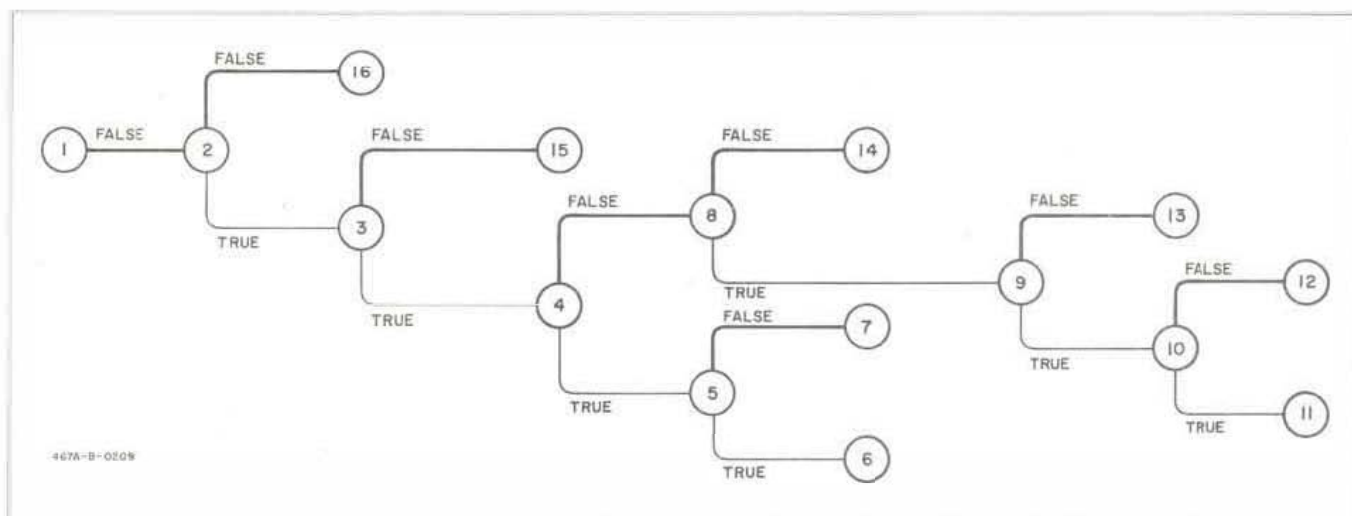 FALSE
16
FALSE
FALSE
FALSE
1
2
15
14
FALSE
FALSE
3
8
13
TRUE
FALSE
TRUE
9
12
TRUE
4
FALSE
7
TRUE
10
TRUE
5
11
TRUE
467A-B-0209
6
TRUE